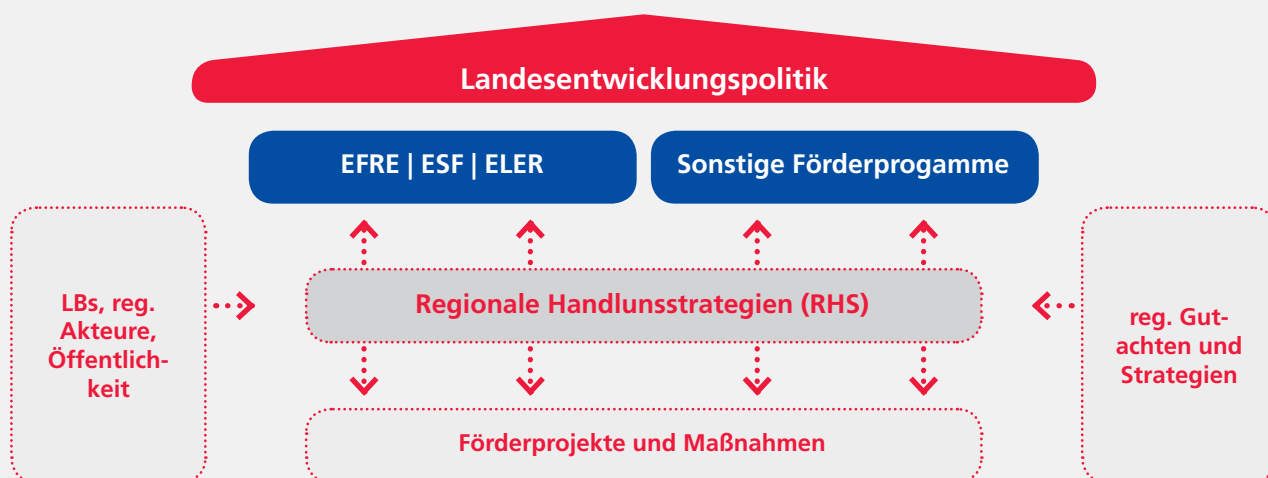 Landesentwicklungspolitik
EFRE | ESF | ELER
Sonstige Förderprogamme
LBs, reg.
Akteure,
Öffentlich-
keit
Regionale Handlunsstrategien (RHS)
reg. Gut-
achten und
Strategien
Förderprojekte und Maßnahmen